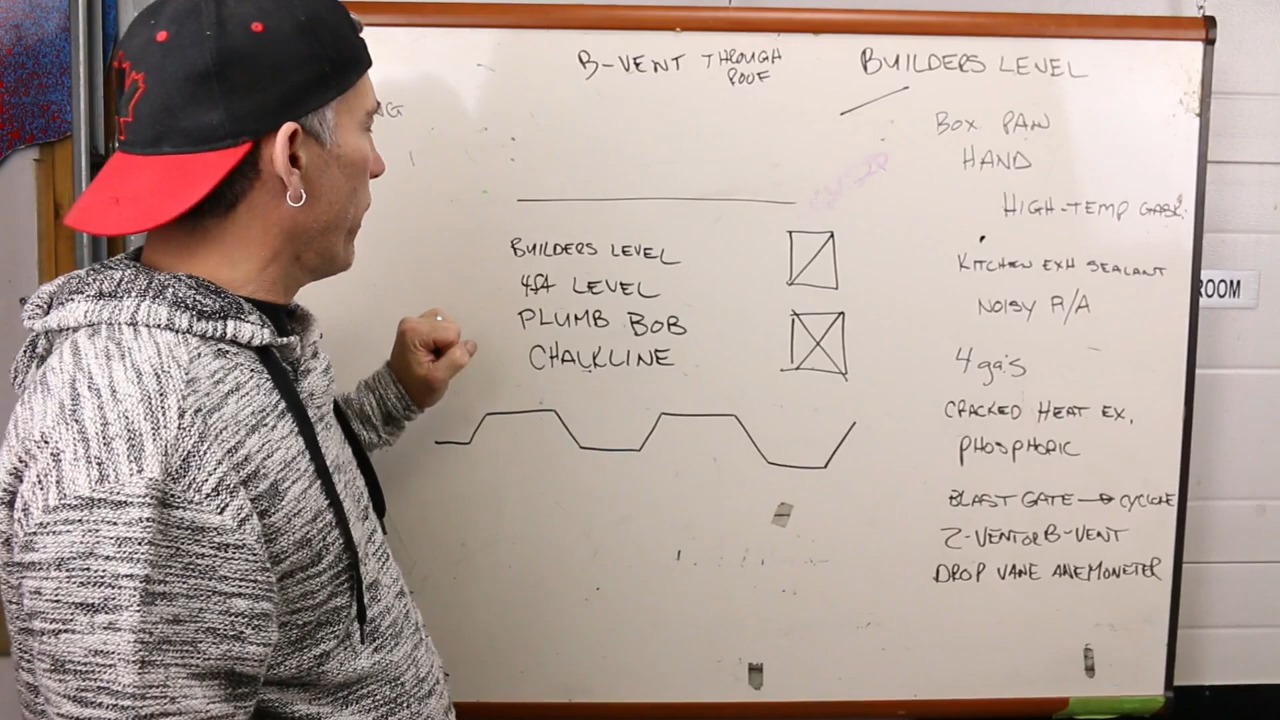 B-VENT THROUGH
ROOF
BUILDERS LEVEL
BUILDERS LEVEL
4ft LEVEL
PLUMB BOB
CHALKLINE
BOX PAN
HAND
HIGH-TEMP GASK.
KITCHEN EXH SEALANT
NOISY R/A
4 gas
CRACKED HEAT EX.
PHOSPHORIC
BLAST GATE → CYCLONE
Z-VENT or B-VENT
DROP VANE ANEMOMETER
ROOM